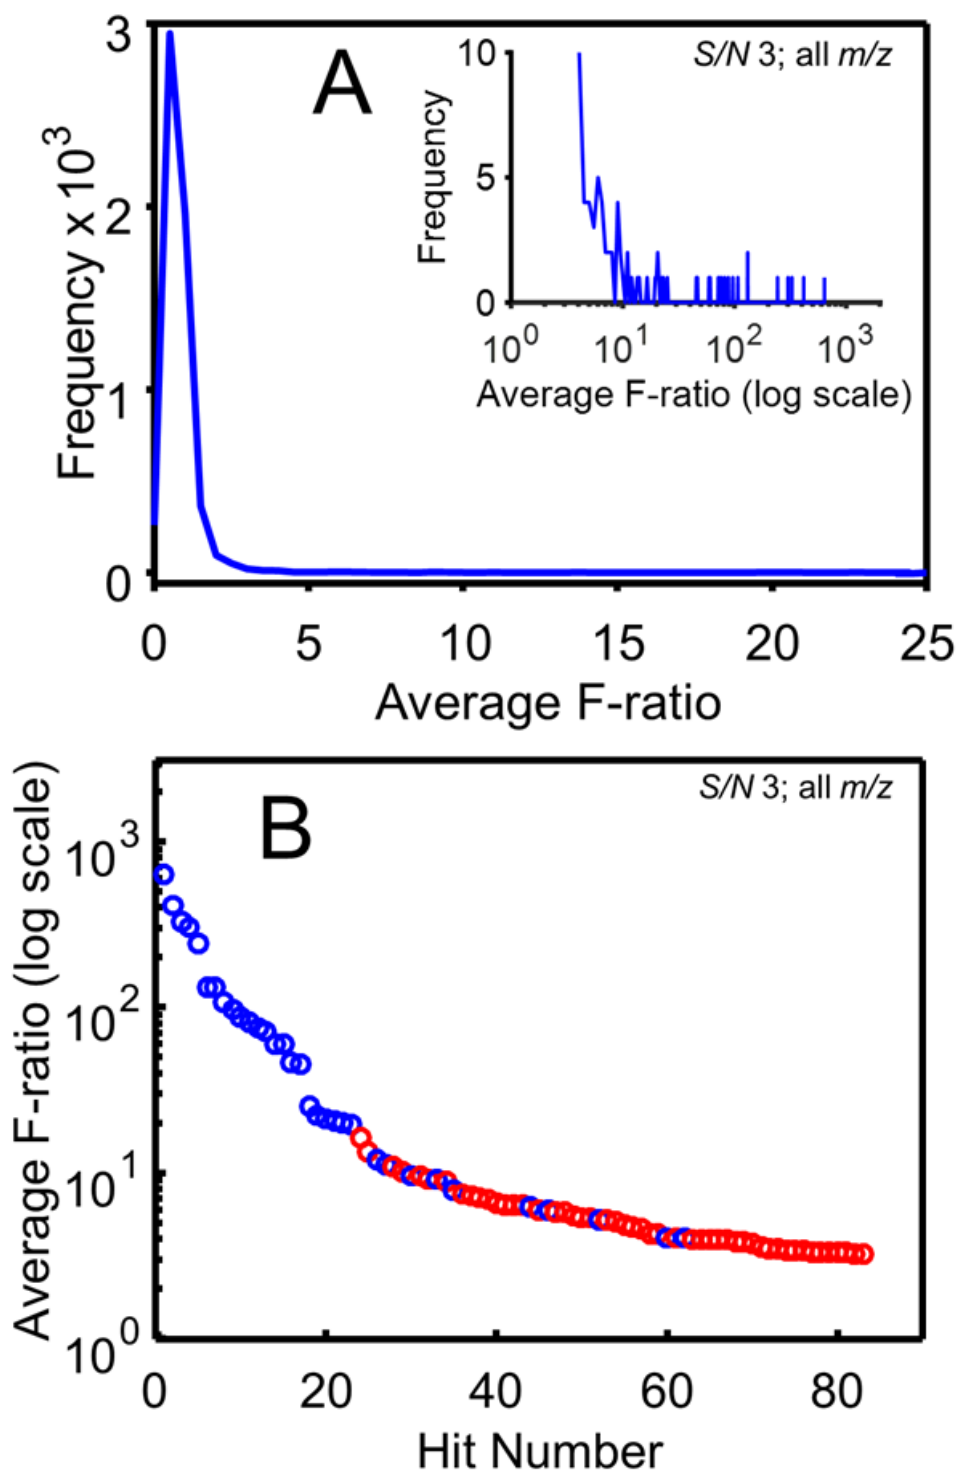 A
S/N 3; all m/z
Frequency x 10^3
3
2
1
0
0 5 10 15 20 25
Average F-ratio
Frequency
10
5
0
10^0 10^1 10^2 10^3
Average F-ratio (log scale)
B
S/N 3; all m/z
Average F-ratio (log scale)
10^3
10^2
10^1
10^0
0 20 40 60 80
Hit Number